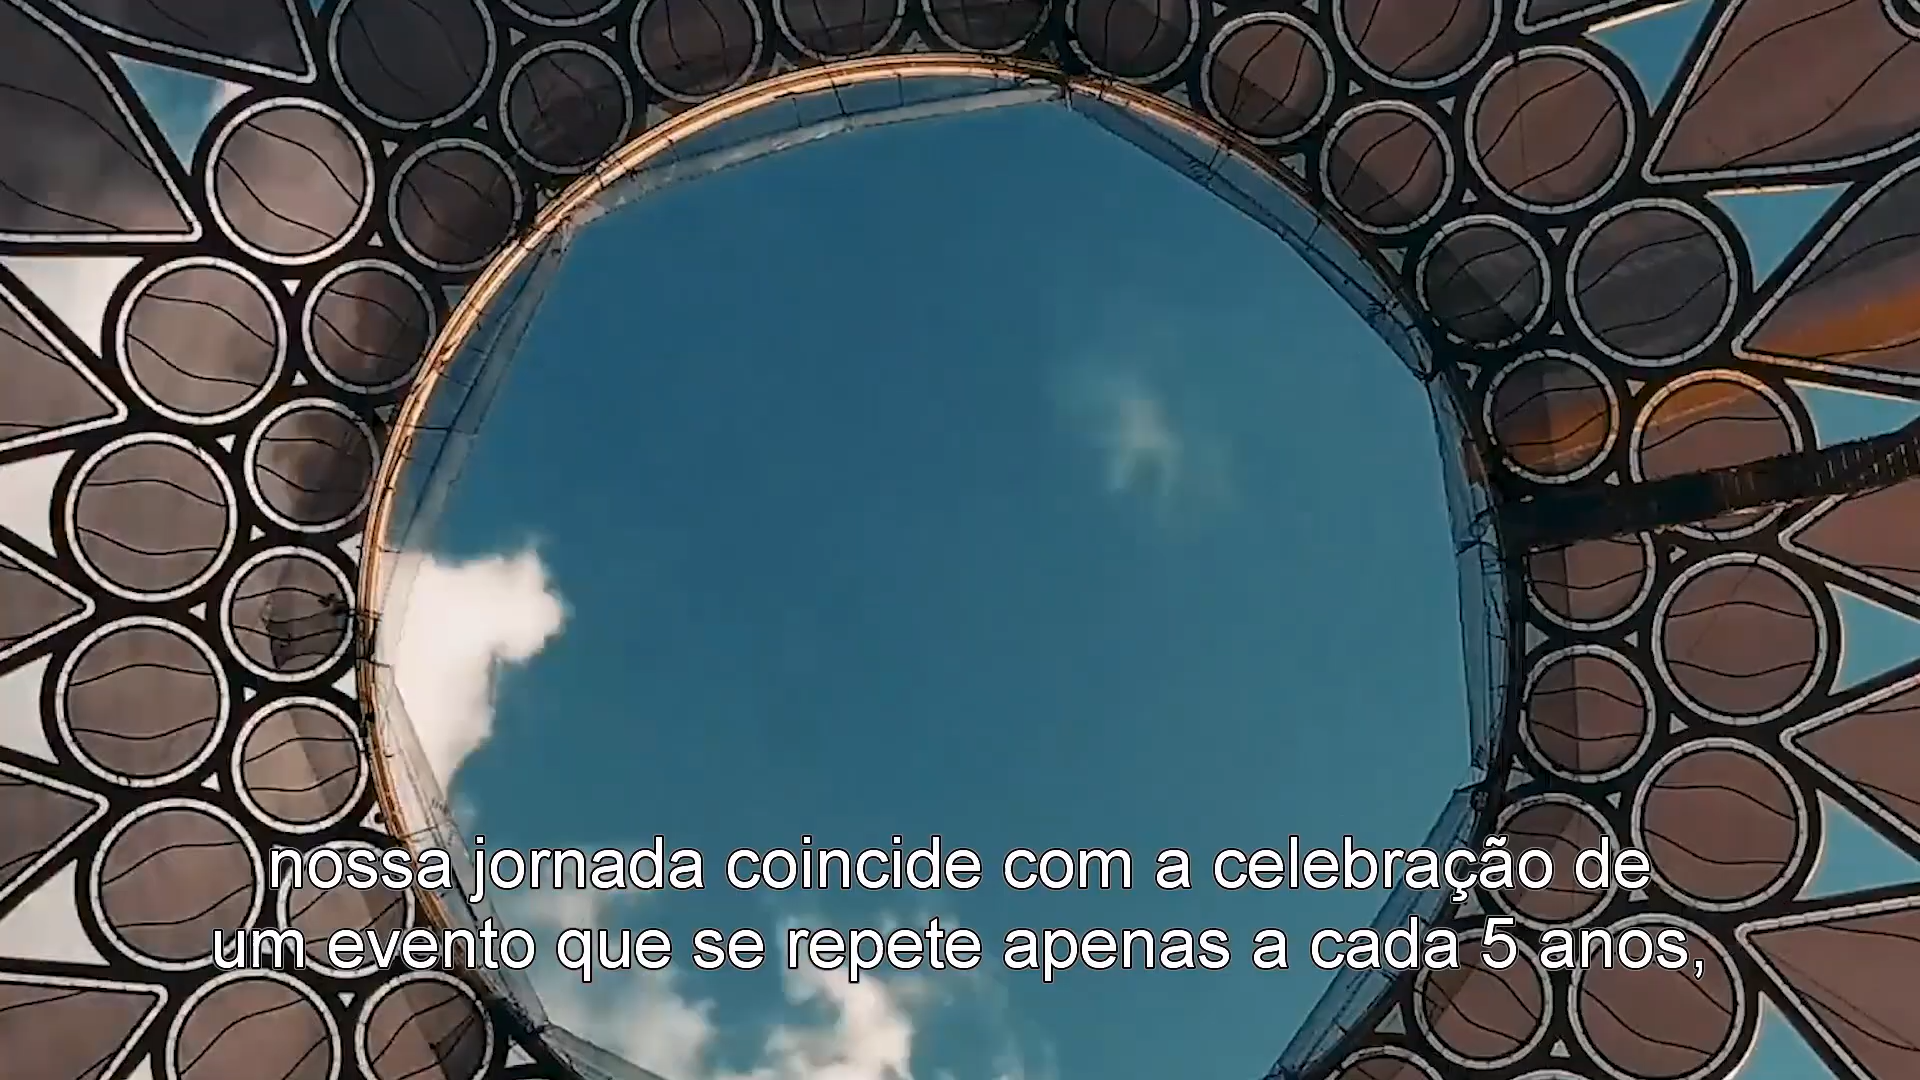 nossa jornada coincide com a celebração de
um evento que se repete apenas a cada 5 anos,